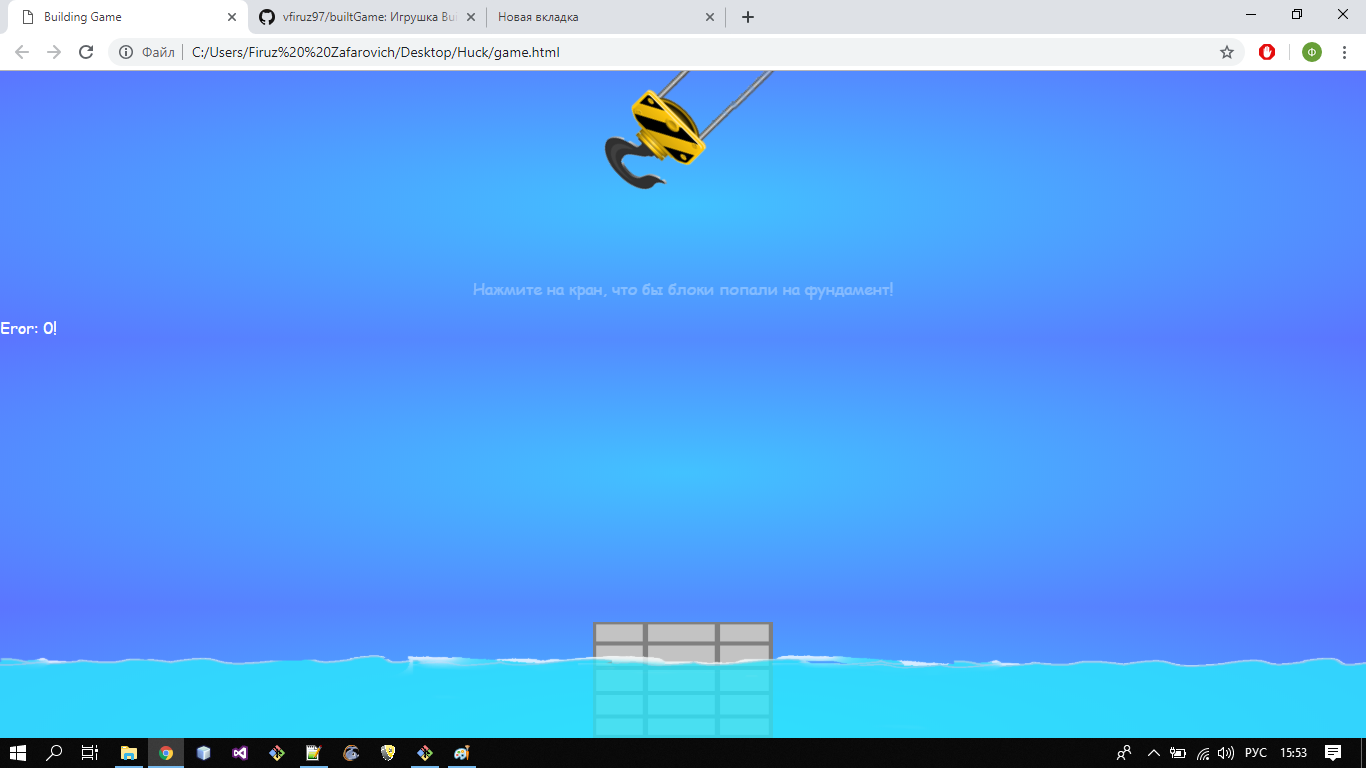 Building Game
vfiruz97/builtGame: Игрушка Bui
Новая вкладка
Файл
C:/Users/Firuz%20%20Zafarovich/Desktop/Huck/game.html
Ф
Нажмите на кран, что бы блоки попали на фундамент!
Eror: 0!
РУС
15:53